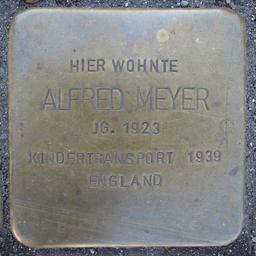 HIER WOHNTE
ALFRED MEYER
JG. 1923
KINDERTRANSPORT 1939
ENGLAND